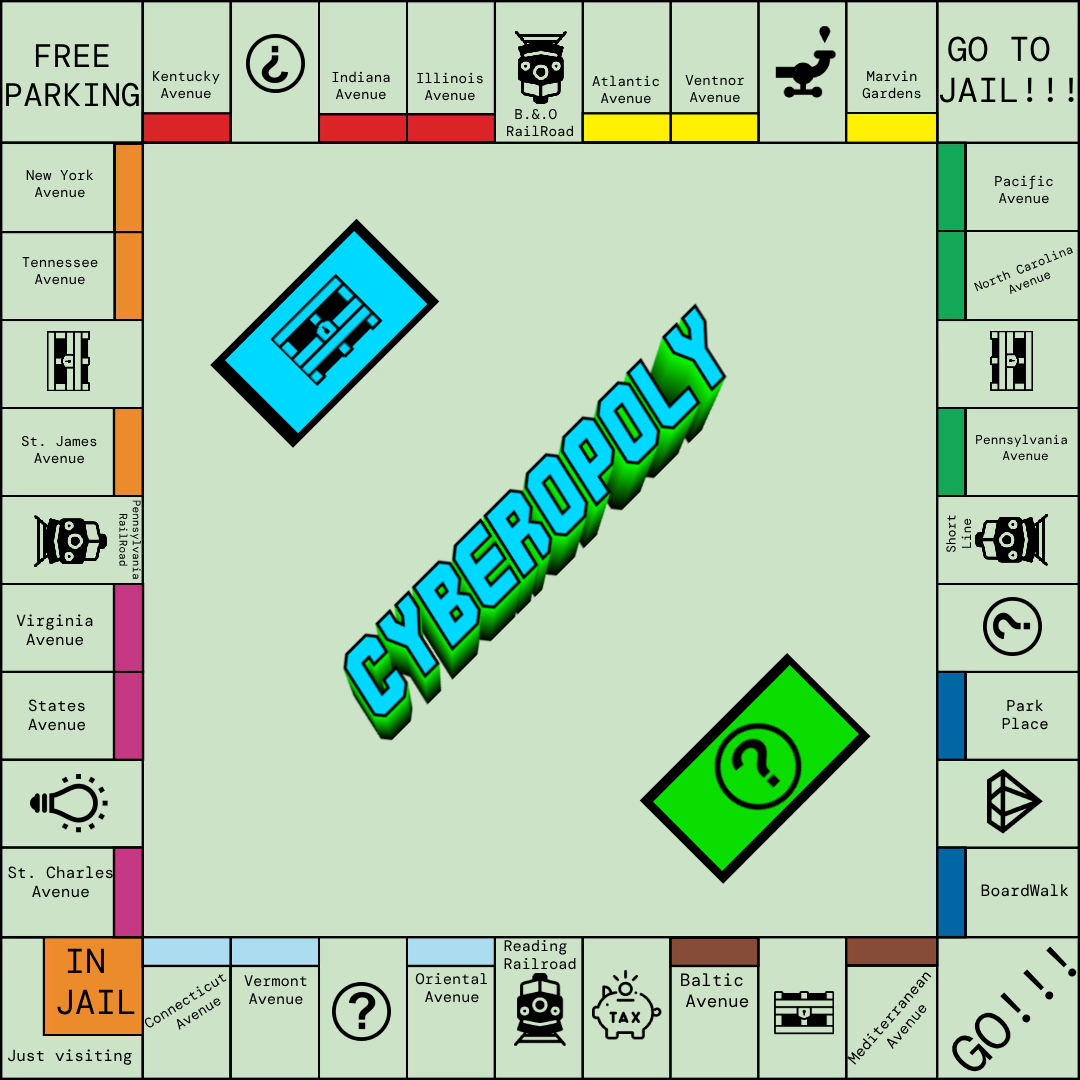 FREE
PARKING
Kentucky
Avenue
?
Indiana
Avenue
Illinois
Avenue
B.&.O
RailRoad
Atlantic
Avenue
Ventnor
Avenue
Marvin
Gardens
GO TO
JAIL!!!
New York
Avenue
Tennessee
Avenue
St. James
Avenue
Pennsylvania
RailRoad
Virginia
Avenue
States
Avenue
St. Charles
Avenue
CYBEROPOLY
?
Pacific
Avenue
North Carolina
Avenue
Pennsylvania
Avenue
Short
Line
?
Park
Place
BoardWalk
IN
JAIL
Just visiting
Connecticut
Avenue
Vermont
Avenue
?
Oriental
Avenue
Reading
Railroad
TAX
Baltic
Avenue
Mediterranean
Avenue
GO!!!